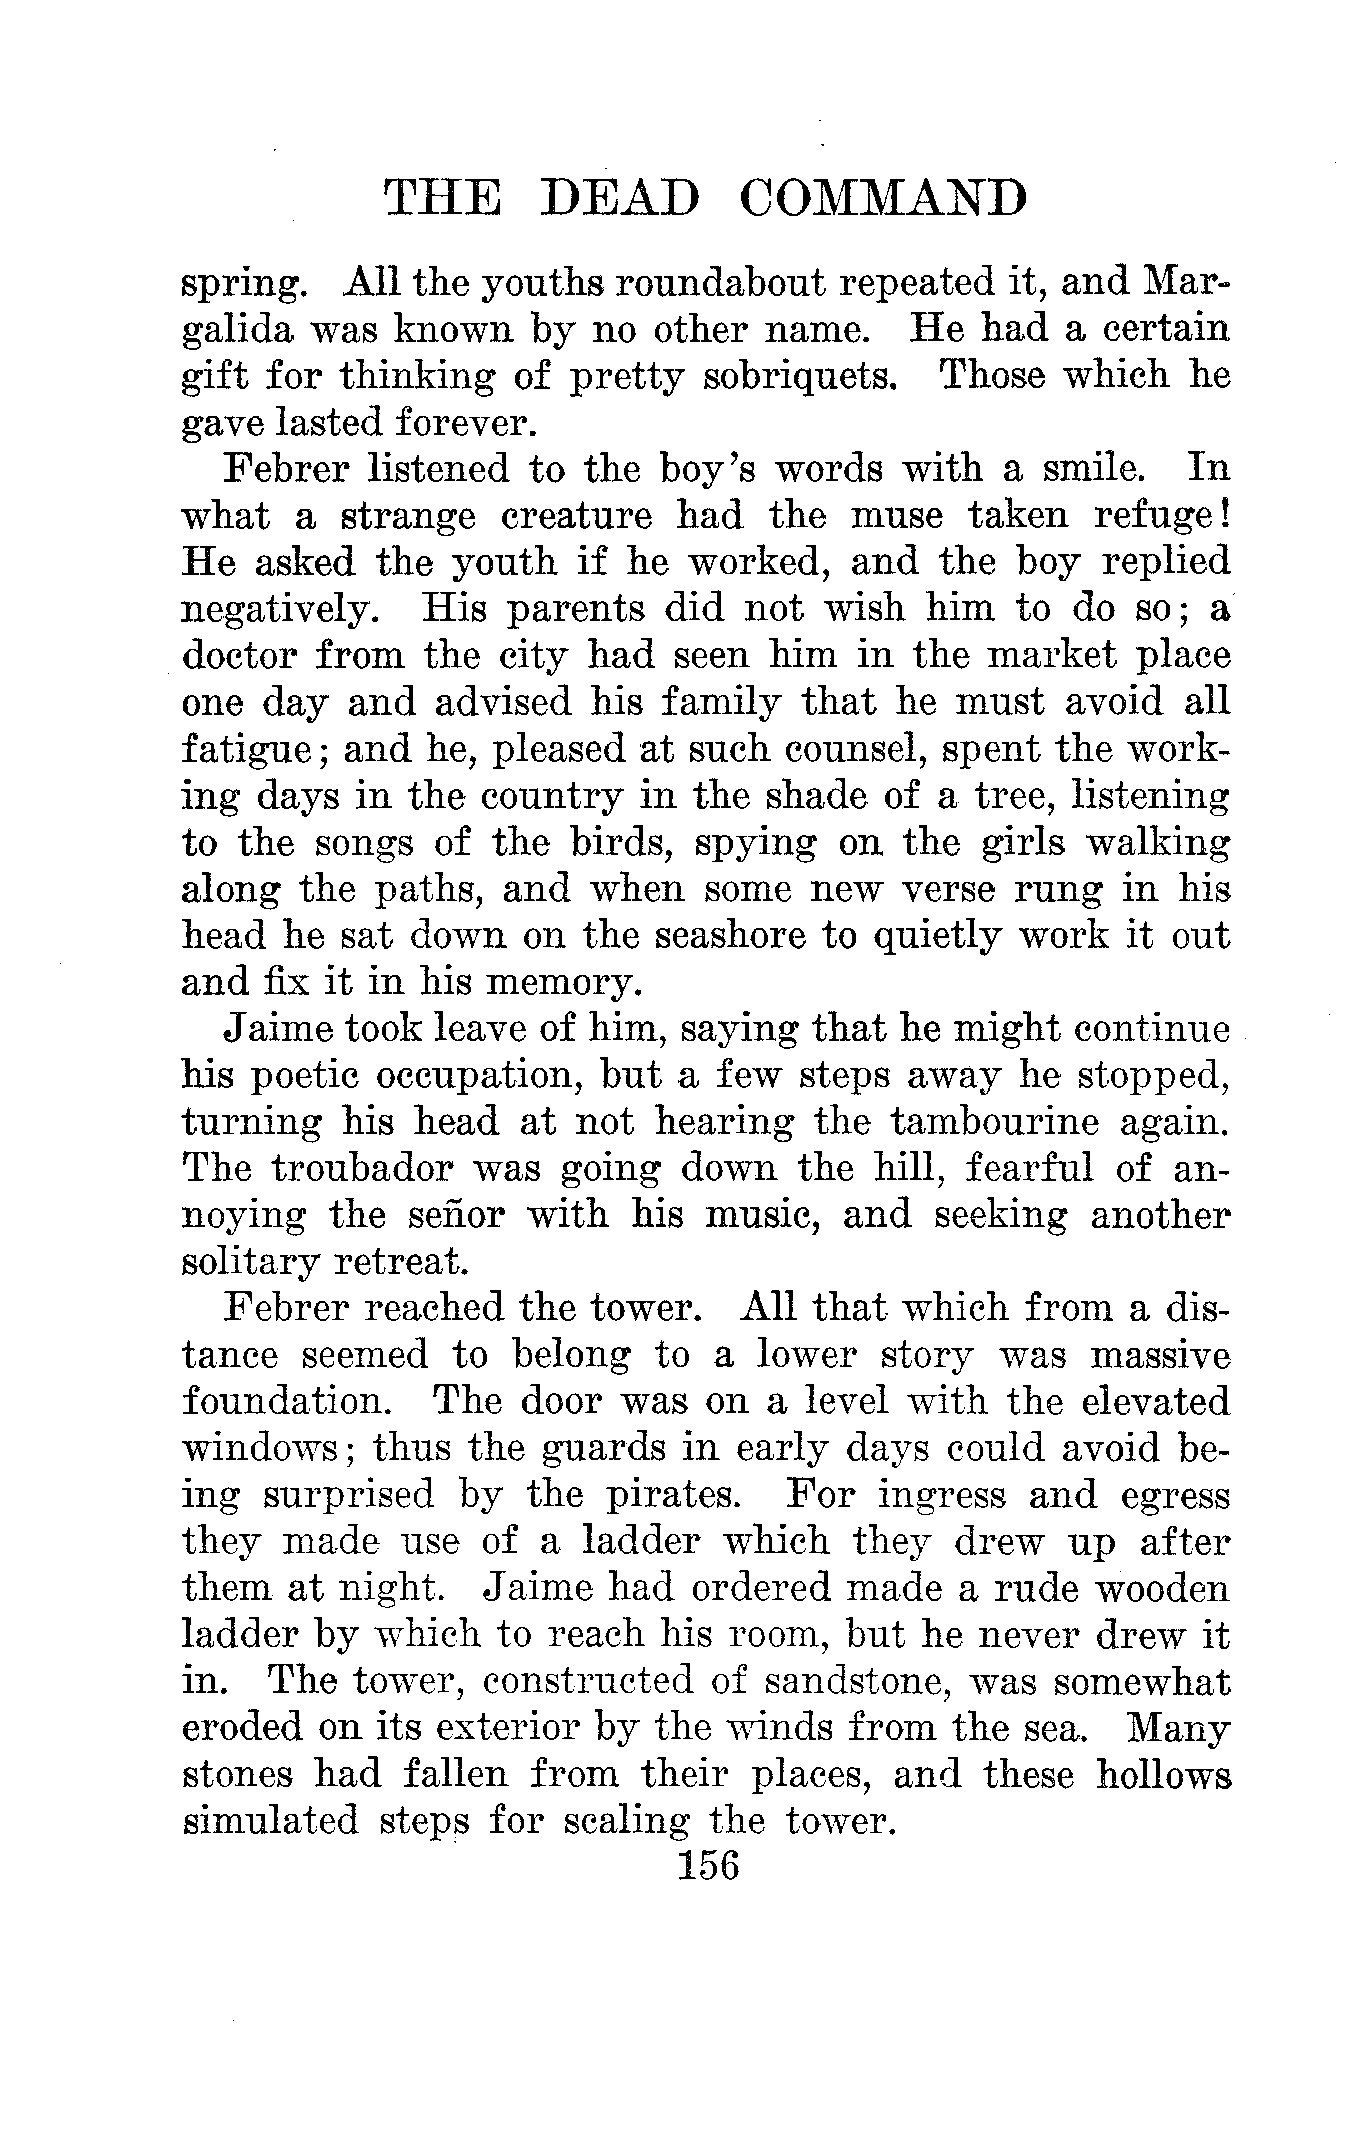 THE DEAD COMMAND
spring. All the youths roundabout repeated it, and Mar-
galida was known by no other name. He had a certain
gift for thinking of pretty sobriquets. Those which he
gave lasted forever.
Febrer listened to the boy's words with a smile. In
what a strange creature had the muse taken refuge!
He asked the youth if he worked, and the boy replied
negatively. His parents did not wish him to do so; a
doctor from the city had seen him in the market place
one day and advised his family that he must avoid all
fatigue; and he, pleased at such counsel, spent the work-
ing days in the country in the shade of a tree, listening
to the songs of the birds, spying on the girls walking
along the paths, and when some new verse rung in his
head he sat down on the seashore to quietly work it out
and fix it in his memory.
Jaime took leave of him, saying that he might continue
his poetic occupation, but a few steps away he stopped,
turning his head at not hearing the tambourine again.
The troubador was going down the hill, fearful of an-
noying the señor with his music, and seeking another
solitary retreat.
Febrer reached the tower. All that which from a dis-
tance seemed to belong to a lower story was massive
foundation. The door was on a level with the elevated
windows; thus the guards in early days could avoid be-
ing surprised by the pirates. For ingress and egress
they made use of a ladder which they drew up after
them at night. Jaime had ordered made a rude wooden
ladder by which to reach his room, but he never drew it
in. The tower, constructed of sandstone, was somewhat
eroded on its exterior by the winds from the sea. Many
stones had fallen from their places, and these hollows
simulated steps for scaling the tower.
156